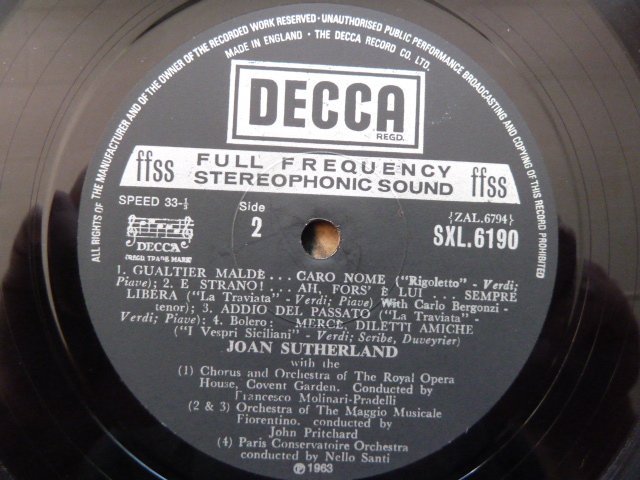 ALL RIGHTS OF THE MANUFACTURER AND OF THE OWNER OF THE RECORDED WORK RESERVED · UNAUTHORISED PUBLIC PERFORMANCE BROADCASTING AND COPYING OF THIS RECORD PROHIBITED
MADE IN ENGLAND · THE DECCA RECORD CO. LTD.
DECCA
REGD.
ffss FULL FREQUENCY STEREOPHONIC SOUND ffss
SPEED 33-⅓ Side {ZAL.6794}
2 SXL.6190
DECCA
(REGD. TRADE MARK)
1. GUALTIER MALDE... CARO NOME ("Rigoletto" - Verdi;
Piave); 2. E STRANO!... AH, FORS' È LUI ... SEMPRE
LIBERA ("La Traviata" - Verdi; Piave) With Carlo Bergonzi -
tenor); 3. ADDIO DEL PASSATO ("La Traviata" -
Verdi; Piave); 4. Bolero: MERCE, DILETTI AMICHE
("I Vespri Siciliani" - Verdi; Scribe, Duveyrier)
JOAN SUTHERLAND
with the
(1) Chorus and Orchestra of The Royal Opera
House, Covent Garden. Conducted by
Francesco Molinari-Pradelli
(2 & 3) Orchestra of The Maggio Musicale
Fiorentino, conducted by
John Pritchard
(4) Paris Conservatoire Orchestra
conducted by Nello Santi
℗1963